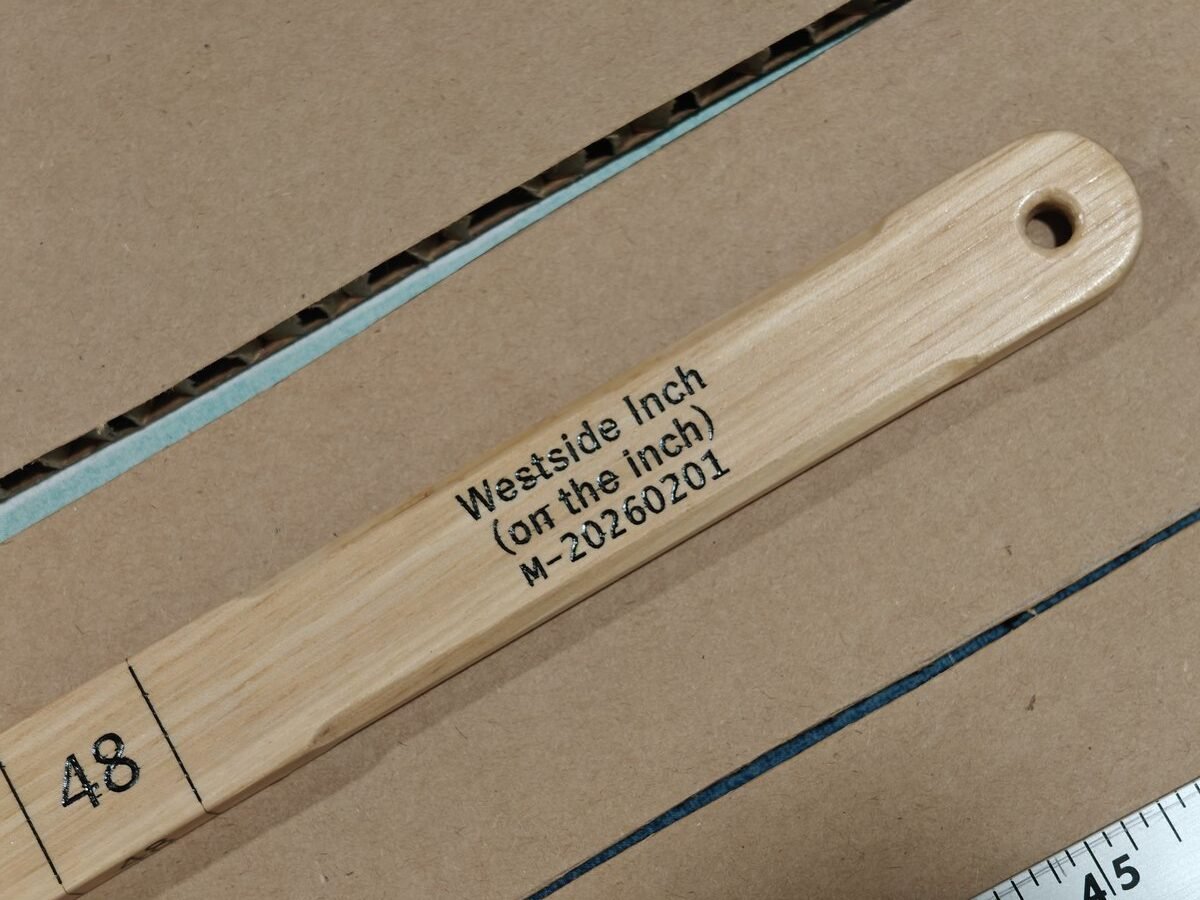 Westside Inch
(on the inch)
M-20260201
48
45